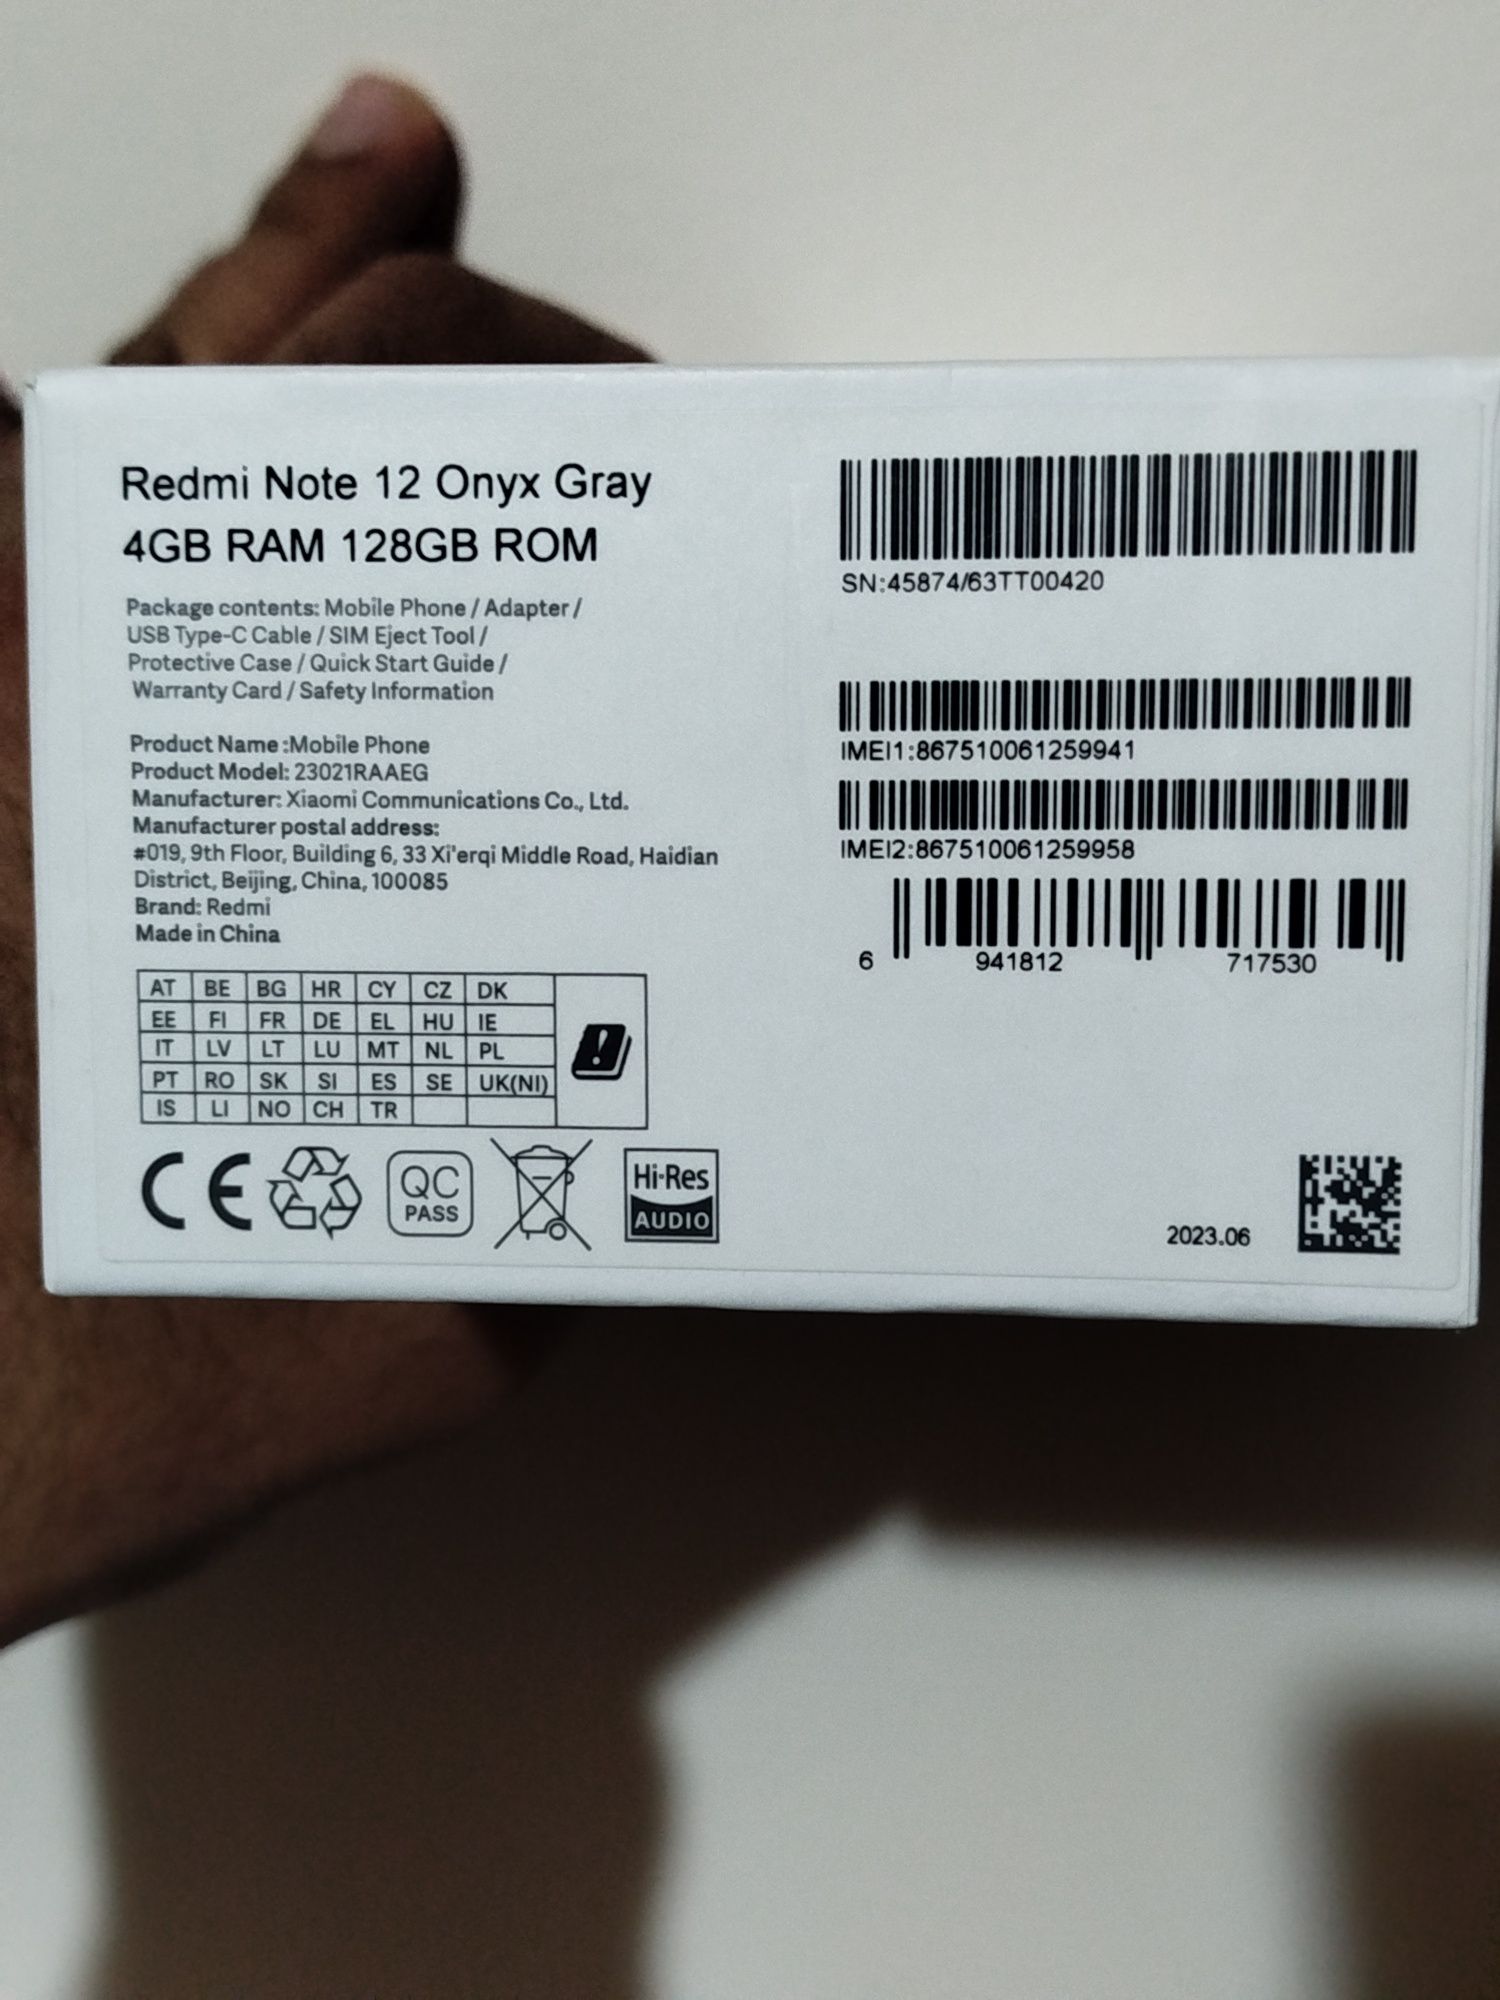 Redmi Note 12 Onyx Gray
4GB RAM 128GB ROM
Package contents: Mobile Phone / Adapter /
USB Type-C Cable / SIM Eject Tool /
Protective Case / Quick Start Guide /
Warranty Card / Safety Information
Product Name :Mobile Phone
Product Model: 23021RAAEG
Manufacturer: Xiaomi Communications Co., Ltd.
Manufacturer postal address:
#019, 9th Floor, Building 6, 33 Xi'erqi Middle Road, Haidian
District, Beijing, China, 100085
Brand: Redmi
Made in China
AT BE BG HR CY CZ DK
EE FI FR DE EL HU IE
IT LV LT LU MT NL PL
PT RO SK SI ES SE UK(NI)
IS LI NO CH TR
CE
QC
PASS
Hi-Res
AUDIO
SN:45874/63TT00420
IMEI1:867510061259941
IMEI2:867510061259958
6 941812 717530
2023.06